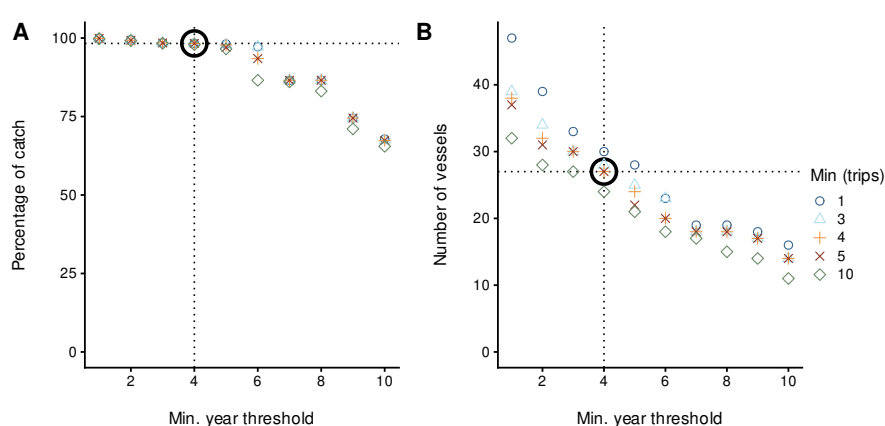 A
B
100
75
50
25
0
Percentage of catch
2 4 6 8 10
Min. year threshold
40
30
20
10
0
Number of vessels
2 4 6 8 10
Min. year threshold
Min (trips)
1
3
4
5
10